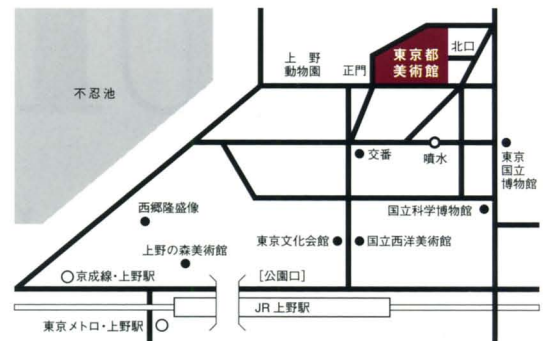 上野
動物園
正門
東京都
美術館
北口
不忍池
交番
噴水
東京
国立
博物館
西郷隆盛像
国立科学博物館
上野の森美術館
東京文化会館
国立西洋美術館
京成線・上野駅
[公園口]
JR上野駅
東京メトロ・上野駅